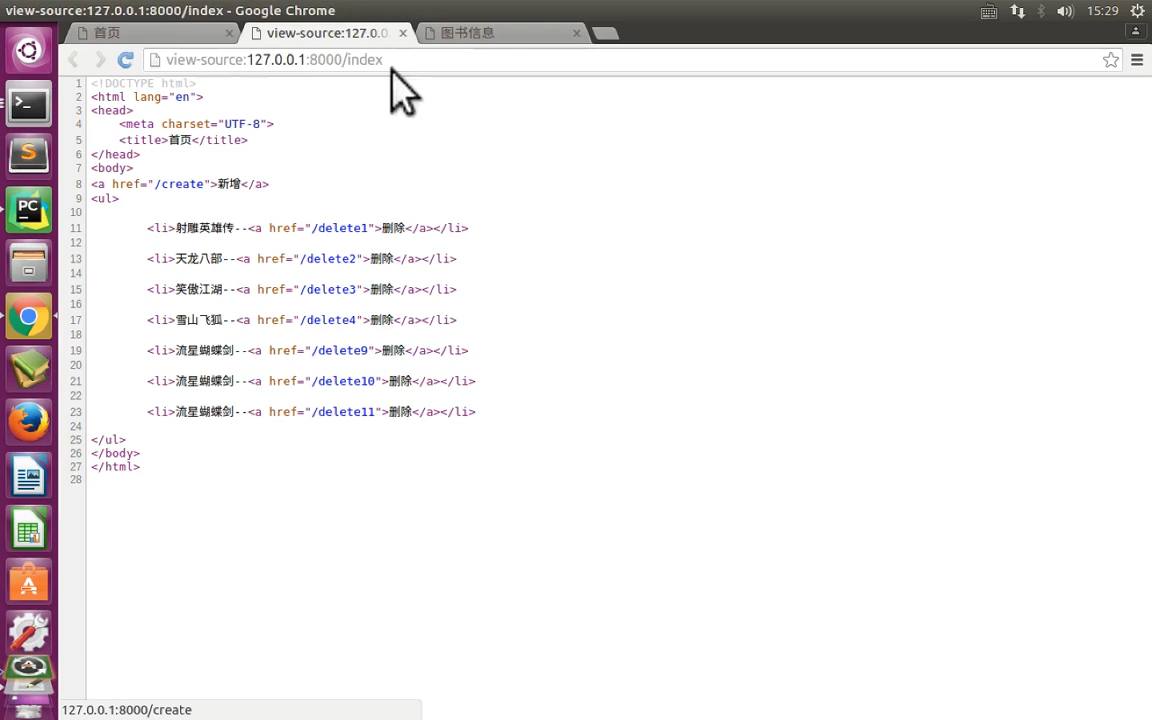 view-source:127.0.0.1:8000/index - Google Chrome
15:29
首页
view-source:127.0.0
图书信息
view-source:127.0.0.1:8000/index
1 <!DOCTYPE html>
2 <html lang="en">
3 <head>
4 <meta charset="UTF-8">
5 <title>首页</title>
6 </head>
7 <body>
8 <a href="/create">新增</a>
9 <ul>
10
11 <li>射雕英雄传--<a href="/delete1">删除</a></li>
12
13 <li>天龙八部--<a href="/delete2">删除</a></li>
14
15 <li>笑傲江湖--<a href="/delete3">删除</a></li>
16
17 <li>雪山飞狐--<a href="/delete4">删除</a></li>
18
19 <li>流星蝴蝶剑--<a href="/delete9">删除</a></li>
20
21 <li>流星蝴蝶剑--<a href="/delete10">删除</a></li>
22
23 <li>流星蝴蝶剑--<a href="/delete11">删除</a></li>
24
25 </ul>
26 </body>
27 </html>
28
127.0.0.1:8000/create